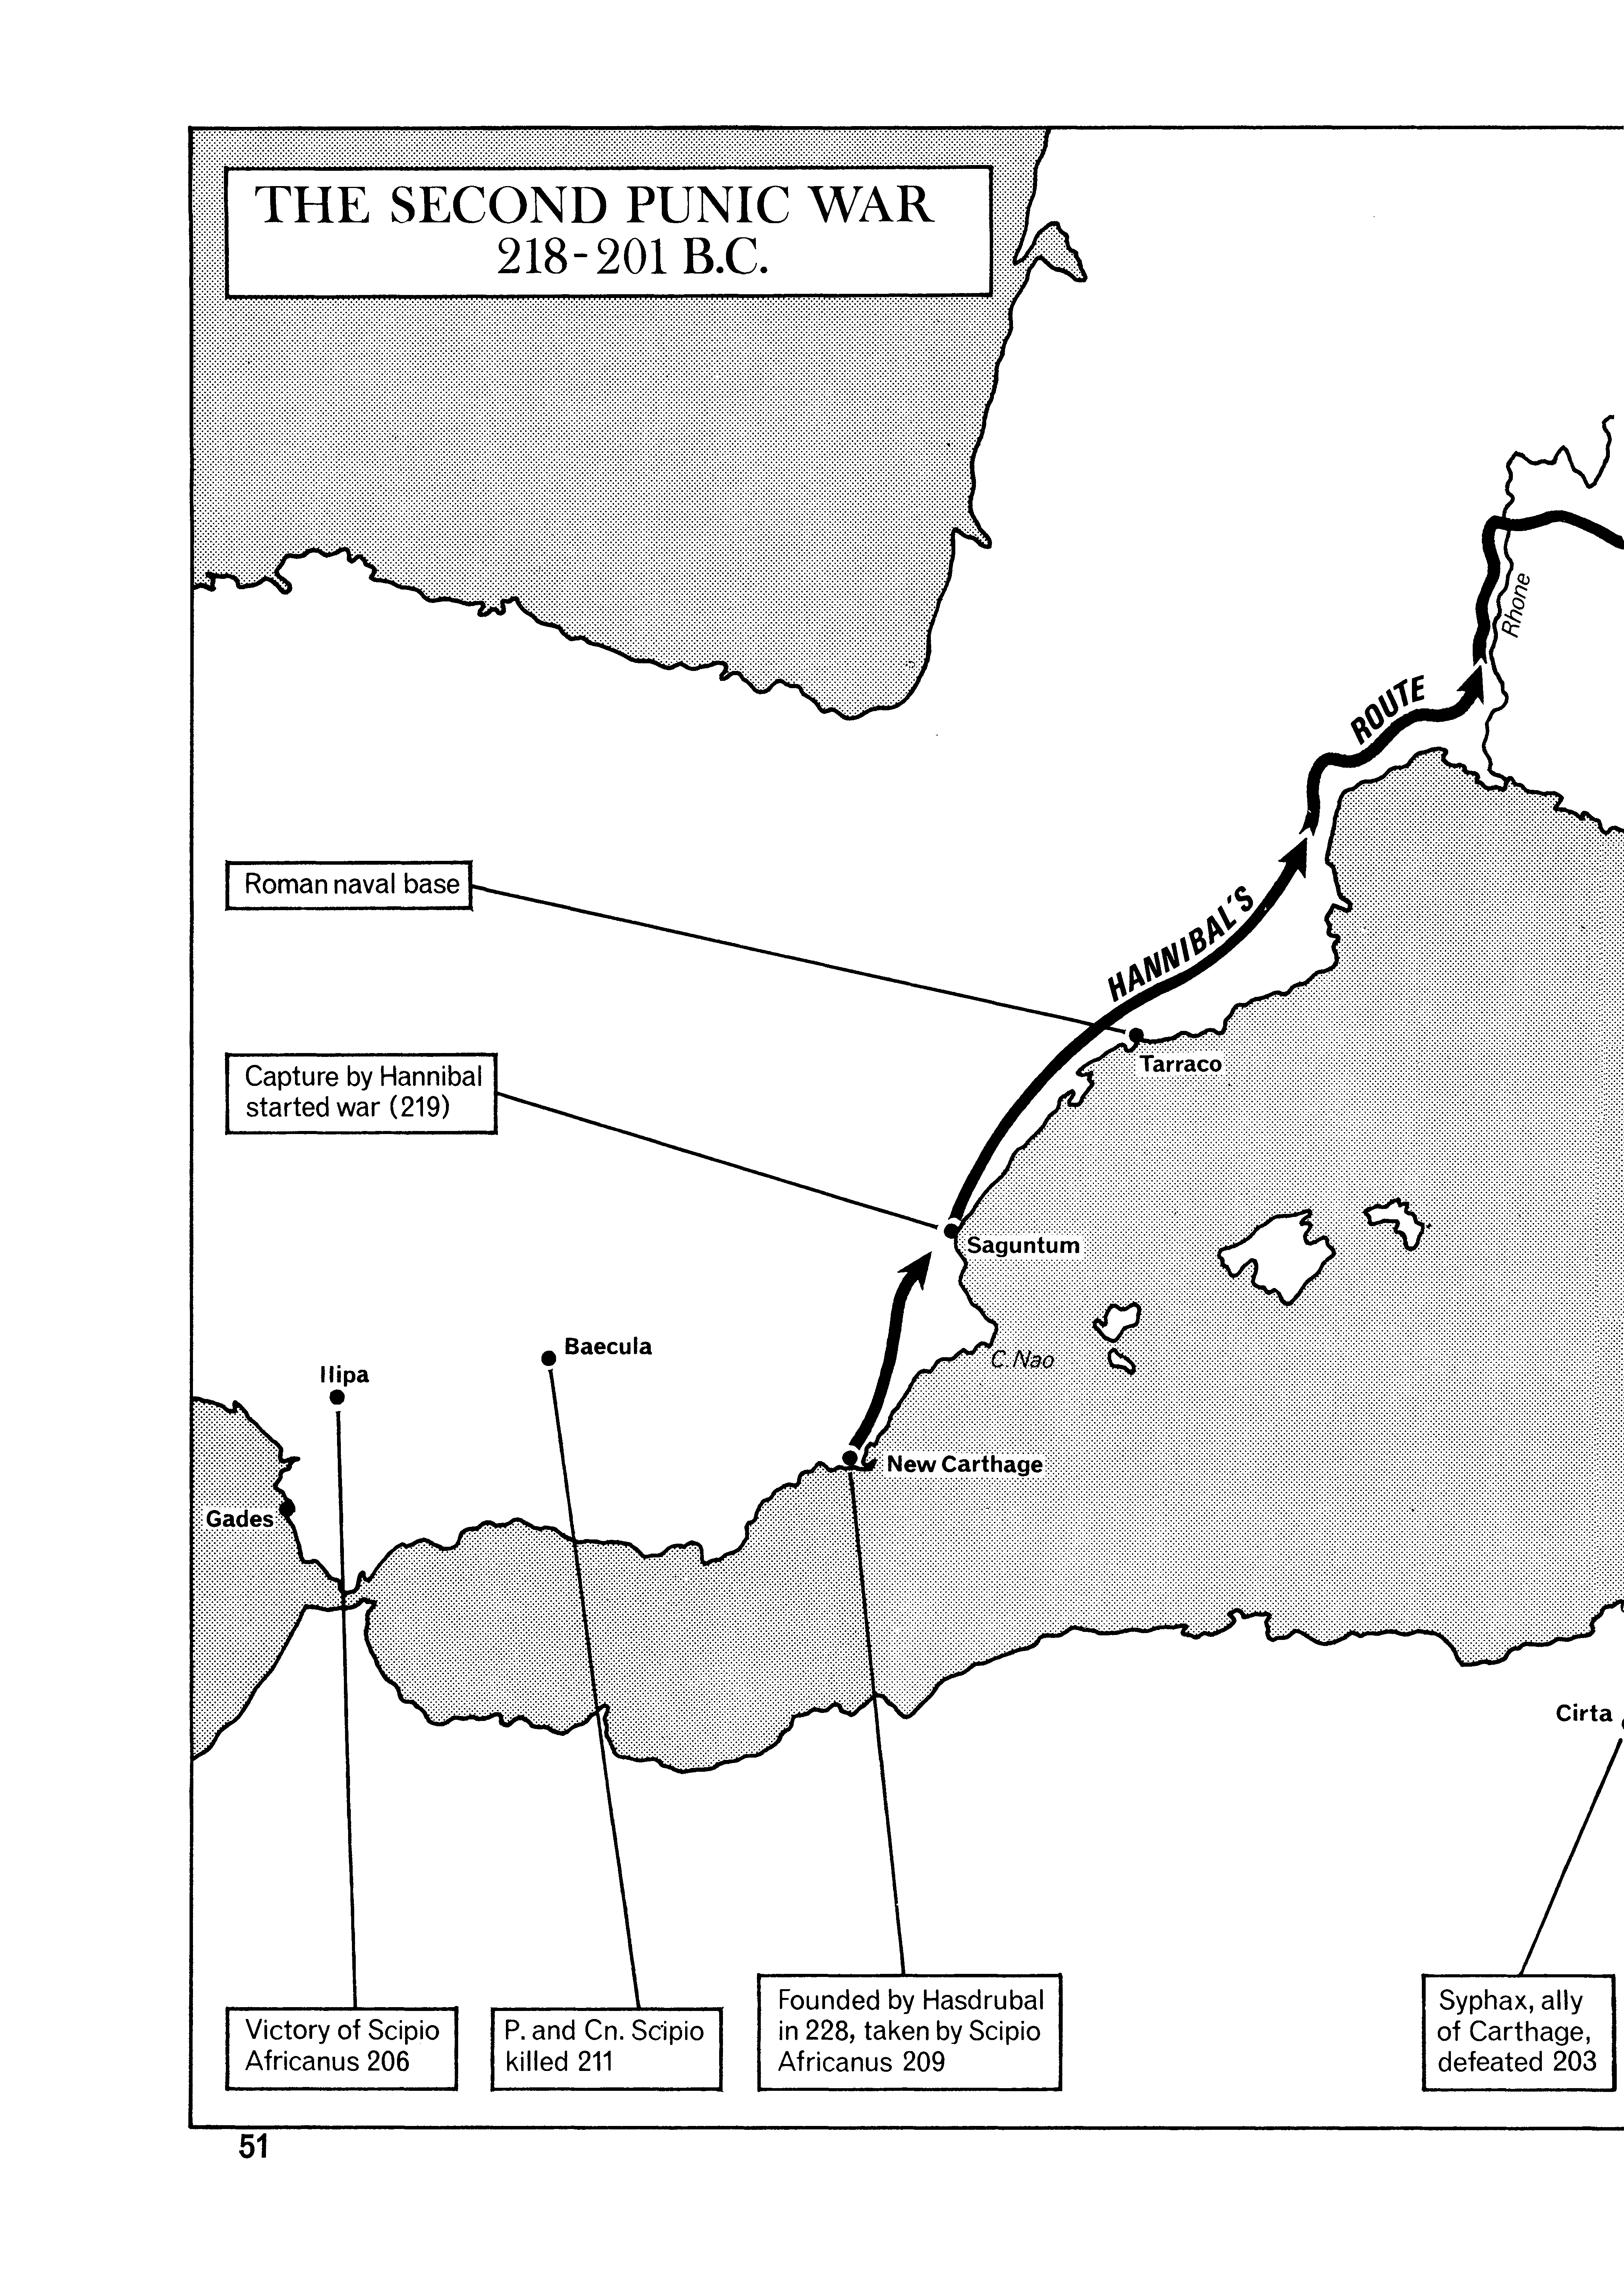 THE SECOND PUNIC WAR
218-201 B.C.
Rhone
ROUTE
Roman naval base
HANNIBAL'S
Tarraco
Capture by Hannibal
started war (219)
Saguntum
Baecula
Ilipa
C. Nao
New Carthage
Gades
Cirta
Victory of Scipio
Africanus 206
P. and Cn. Scipio
killed 211
Founded by Hasdrubal
in 228, taken by Scipio
Africanus 209
Syphax, ally
of Carthage,
defeated 203
51